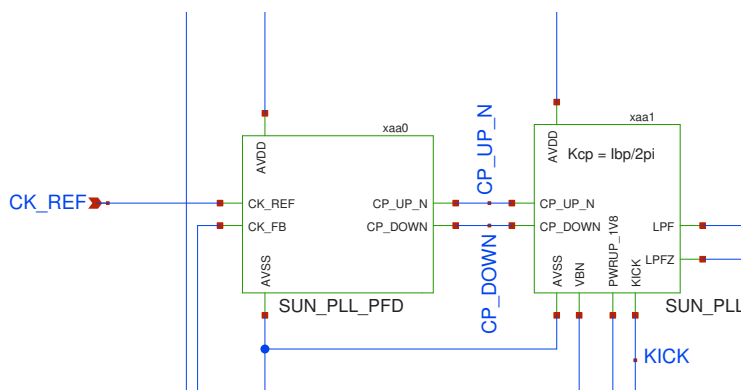 xaa0
xaa1
AVDD
CP_UP_N
AVDD
Kcp = Ibp/2pi
CK_REF
CK_REF
CP_UP_N
CP_UP_N
CK_FB
CP_DOWN
CP_DOWN
LPF
LPFZ
AVSS
CP_DOWN
AVSS
VBN
PWRUP_1V8
KICK
SUN_PLL_PFD
SUN_PLL
KICK